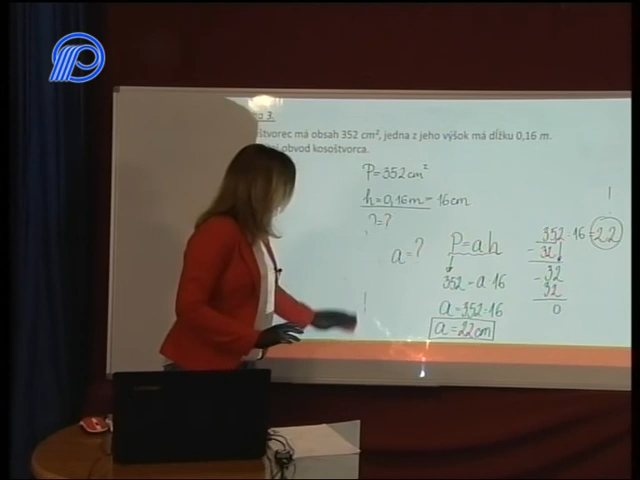 3.
štvorec má obsah 352 cm², jedna z jeho výšok má dĺžku 0,16 m.
obvod kosoštvorca.
P=352cm²
h=0,16m=16cm
?=?
a=?
P=a·h
352=a·16
a=352:16
a=22cm
352:16=22
-32
-32
32
0